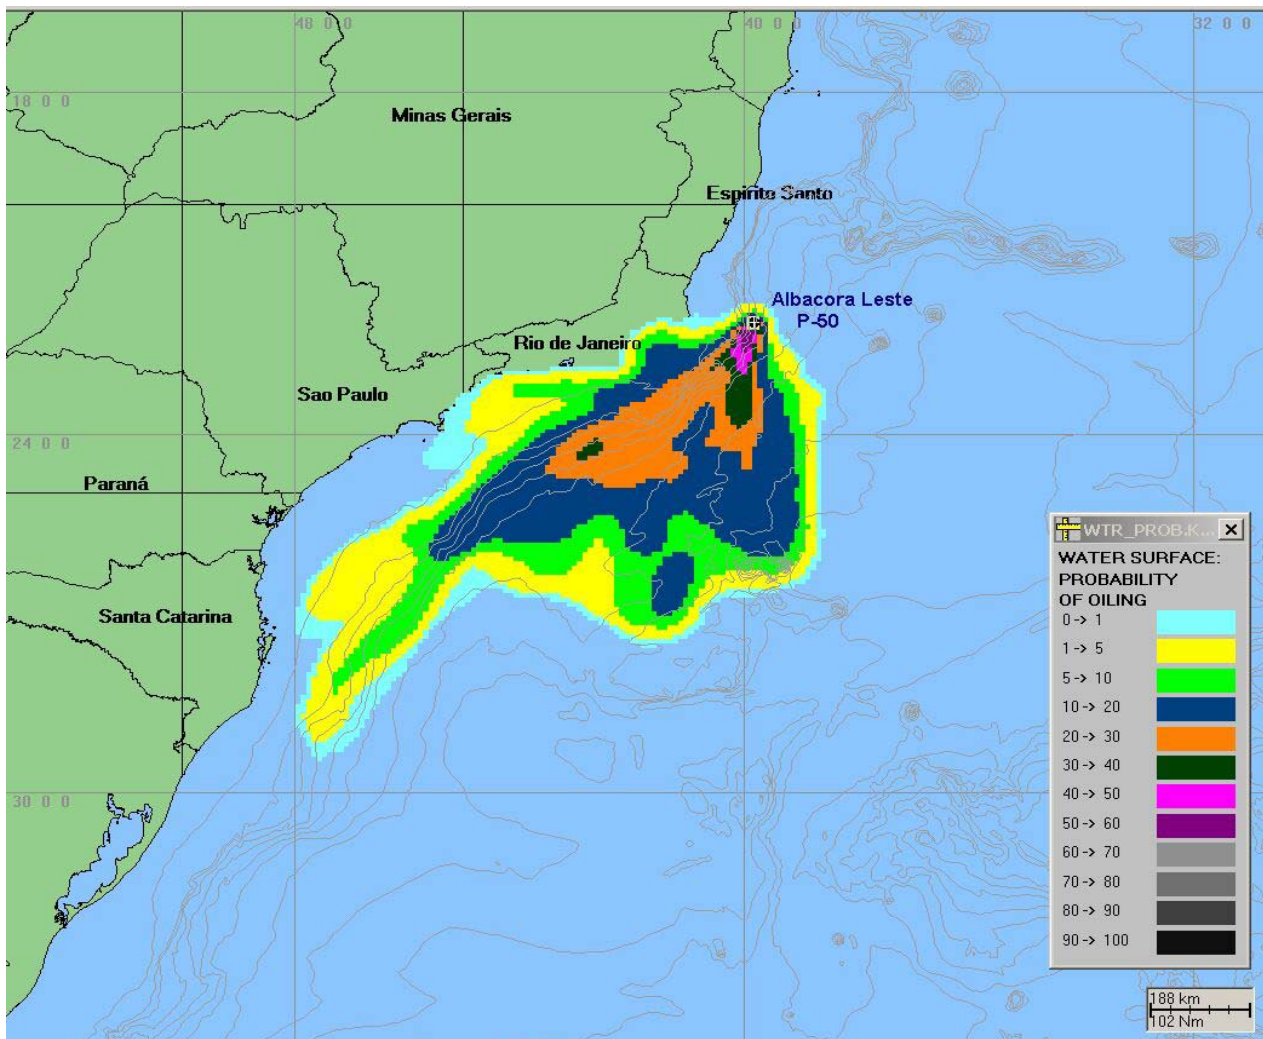 48 0 0
40 0 0
32 0 0
18 0 0
Minas Gerais
Espirito Santo
Albacora Leste
P-50
Rio de Janeiro
Sao Paulo
24 0 0
Paraná
Santa Catarina
30 0 0
WTR_PROB.K...
WATER SURFACE:
PROBABILITY
OF OILING
0 -> 1
1 -> 5
5 -> 10
10 -> 20
20 -> 30
30 -> 40
40 -> 50
50 -> 60
60 -> 70
70 -> 80
80 -> 90
90 -> 100
188 km
102 Nm